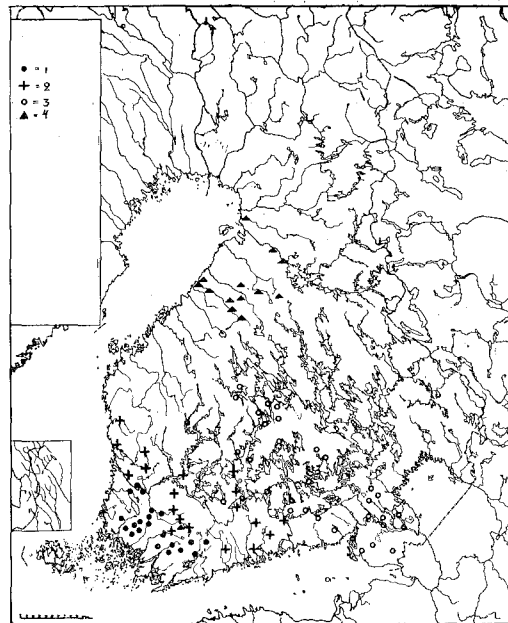 ● = 1
+ = 2
○ = 3
▲ = 4